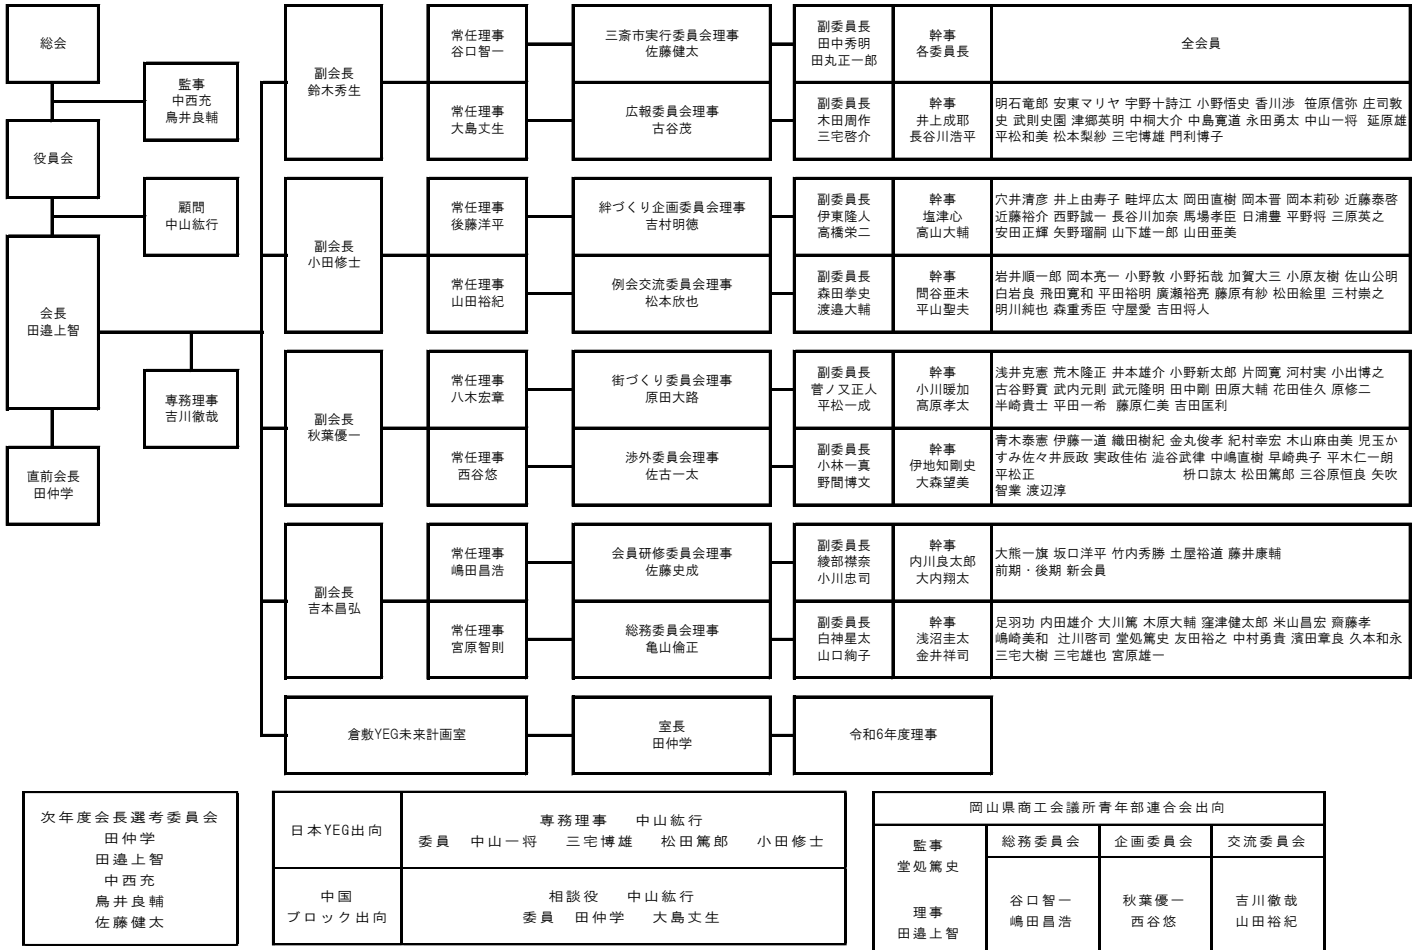 総会
監事
中西充
鳥井良輔
役員会
顧問
中山紘行
会長
田邉上智
専務理事
吉川徹哉
直前会長
田仲学
副会長
鈴木秀生
常任理事
谷口智一
三斎市実行委員会理事
佐藤健太
副委員長
田中秀明
田丸正一郎
幹事
各委員長
全会員
常任理事
大島丈生
広報委員会理事
古谷茂
副委員長
木田周作
三宅啓介
幹事
井上成耶
長谷川浩平
明石竜郎 安東マリヤ 宇野十詩江 小野悟史 香川渉 笹原信弥 庄司敦
史 武則史園 津郷英明 中桐大介 中島寛道 永田勇太 中山一将 延原雄
平松和美 松本梨紗 三宅博雄 門利博子
副会長
小田修士
常任理事
後藤洋平
絆づくり企画委員会理事
吉村明徳
副委員長
伊東隆人
高橋栄二
幹事
塩津心
高山大輔
穴井清彦 井上由寿子 畦坪広太 岡田直樹 岡本晋 岡本莉砂 近藤泰啓
近藤裕介 西野誠一 長谷川加奈 馬場孝臣 日浦豊 平野将 三原英之
安田正輝 矢野瑠嗣 山下雄一郎 山田亜美
常任理事
山田裕紀
例会交流委員会理事
松本欣也
副委員長
森田拳史
渡邉大輔
幹事
問谷亜未
平山聖夫
岩井順一郎 岡本亮一 小野敦 小野拓哉 加賀大三 小原友樹 佐山公明
白岩良 飛田寛和 平田裕明 廣瀬裕亮 藤原有紗 松田絵里 三村崇之
明川純也 森重秀臣 守屋愛 吉田将人
副会長
秋葉優一
常任理事
八木宏章
街づくり委員会理事
原田大路
副委員長
菅ノ又正人
平松一成
幹事
小川暖加
髙原孝太
浅井克憲 荒木隆正 井本雄介 小野新太郎 片岡寛 河村実 小出博之
古谷野貢 武内元則 武元隆明 田中剛 田原大輔 花田佳久 原修二
半崎貴士 平田一希 藤原仁美 吉田匡利
常任理事
西谷悠
渉外委員会理事
佐古一太
副委員長
小林一真
野間博文
幹事
伊地知剛史
大森望美
青木泰憲 伊藤一道 織田樹紀 金丸俊孝 紀村幸宏 木山麻由美 児玉か
すみ佐々井辰政 実政佳佑 澁谷武律 中嶋直樹 早崎典子 平木仁一朗
平松正 枡口諒太 松田篤郎 三谷原恒良 矢吹
智業 渡辺淳
副会長
吉本昌弘
常任理事
嶋田昌浩
会員研修委員会理事
佐藤史成
副委員長
綾部襟奈
小川忠司
幹事
内川良太郎
大内翔太
大熊一旗 坂口洋平 竹内秀勝 土屋裕道 藤井康輔
前期・後期 新会員
常任理事
宮原智則
総務委員会理事
亀山倫正
副委員長
白神星太
山口絢子
幹事
浅沼圭太
金井祥司
足羽功 内田雄介 大川篤 木原大輔 窪津健太郎 米山昌宏 齋藤孝
嶋崎美和 辻川啓司 堂処篤史 友田裕之 中村勇貴 濱田章良 久本和永
三宅大樹 三宅雄也 宮原雄一
倉敷YEG未来計画室
室長
田仲学
令和6年度理事
次年度会長選考委員会
田仲学
田邉上智
中西充
鳥井良輔
佐藤健太
日本YEG出向
専務理事 中山紘行
委員 中山一将 三宅博雄 松田篤郎 小田修士
中国
ブロック出向
相談役 中山紘行
委員 田仲学 大島丈生
岡山県商工会議所青年部連合会出向
監事
堂処篤史
理事
田邉上智
総務委員会
谷口智一
嶋田昌浩
企画委員会
秋葉優一
西谷悠
交流委員会
吉川徹哉
山田裕紀